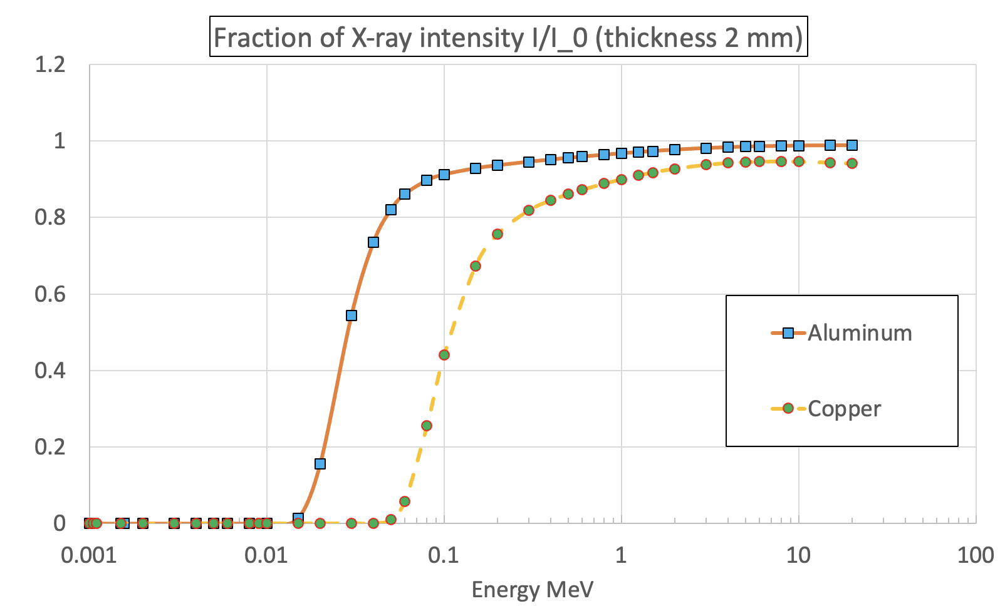 Fraction of X-ray intensity I/I_0 (thickness 2 mm)
1.2
1
0.8
0.6
0.4
0.2
0
0.001 0.01 0.1 1 10 100
Energy MeV
Aluminum
Copper